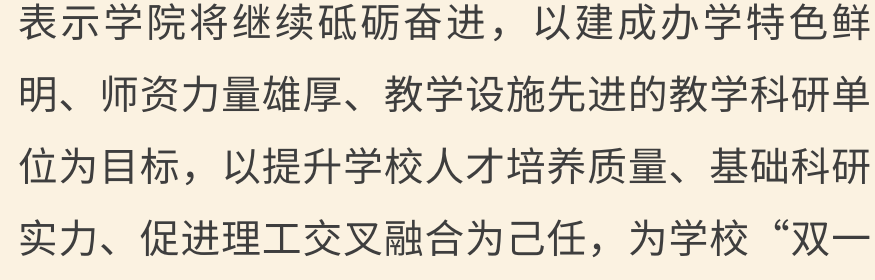 表示学院将继续砥砺奋进，以建成办学特色鲜
明、师资力量雄厚、教学设施先进的教学科研单
位为目标，以提升学校人才培养质量、基础科研
实力、促进理工交叉融合为己任，为学校“双一